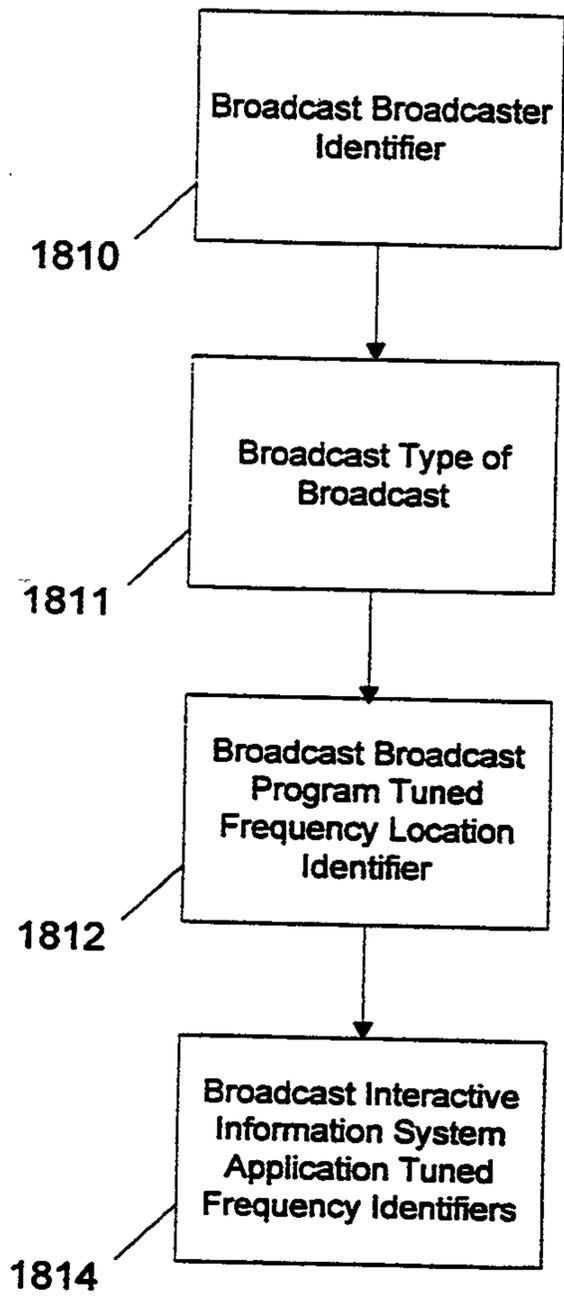 Broadcast Broadcaster
Identifier
1810
Broadcast Type of
Broadcast
1811
Broadcast Broadcast
Program Tuned
Frequency Location
Identifier
1812
Broadcast Interactive
Information System
Application Tuned
Frequency Identifiers
1814